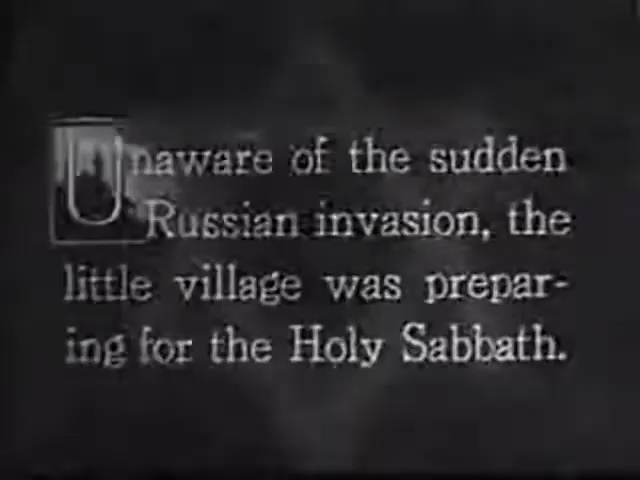 Unaware of the sudden
Russian invasion, the
little village was prepar-
ing for the Holy Sabbath.